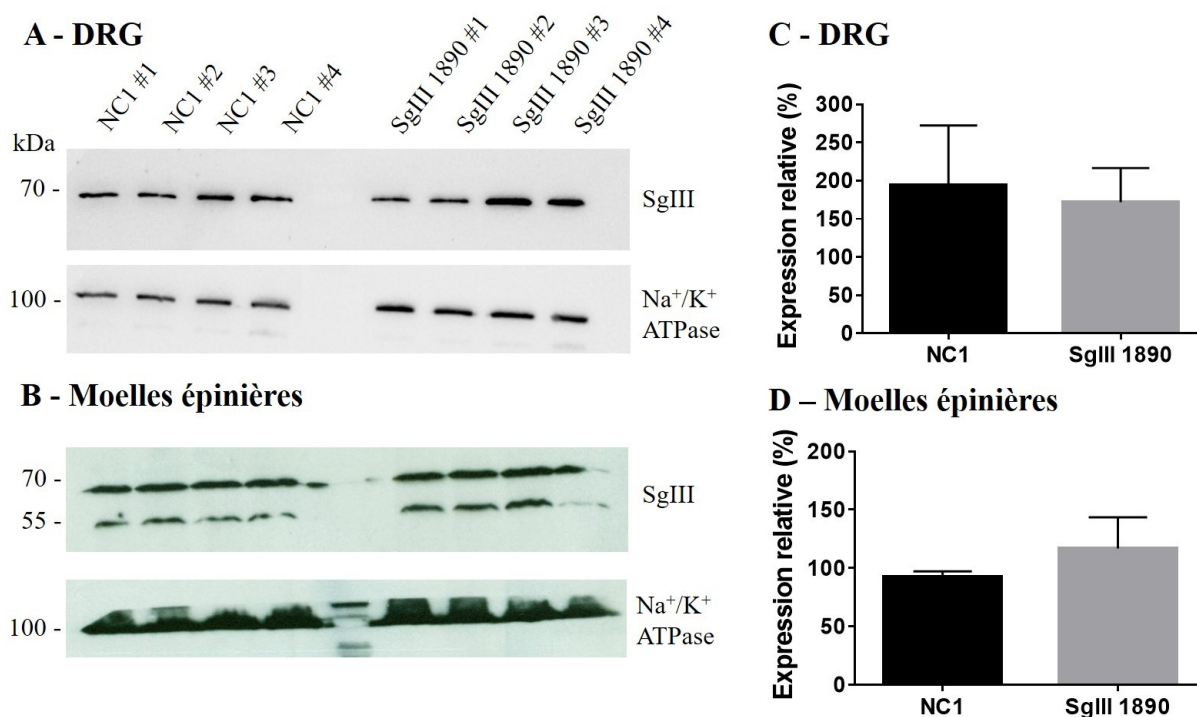 A - DRG
NC1 #1
NC1 #2
NC1 #3
NC1 #4
SgIII 1890 #1
SgIII 1890 #2
SgIII 1890 #3
SgIII 1890 #4
kDa
70 -
SgIII
100 -
Na⁺/K⁺
ATPase
B - Moelles épinières
70 -
55 -
SgIII
100 -
Na⁺/K⁺
ATPase
C - DRG
Expression relative (%)
300
250
200
150
100
50
0
NC1
SgIII 1890
D – Moelles épinières
Expression relative (%)
200
150
100
50
0
NC1
SgIII 1890